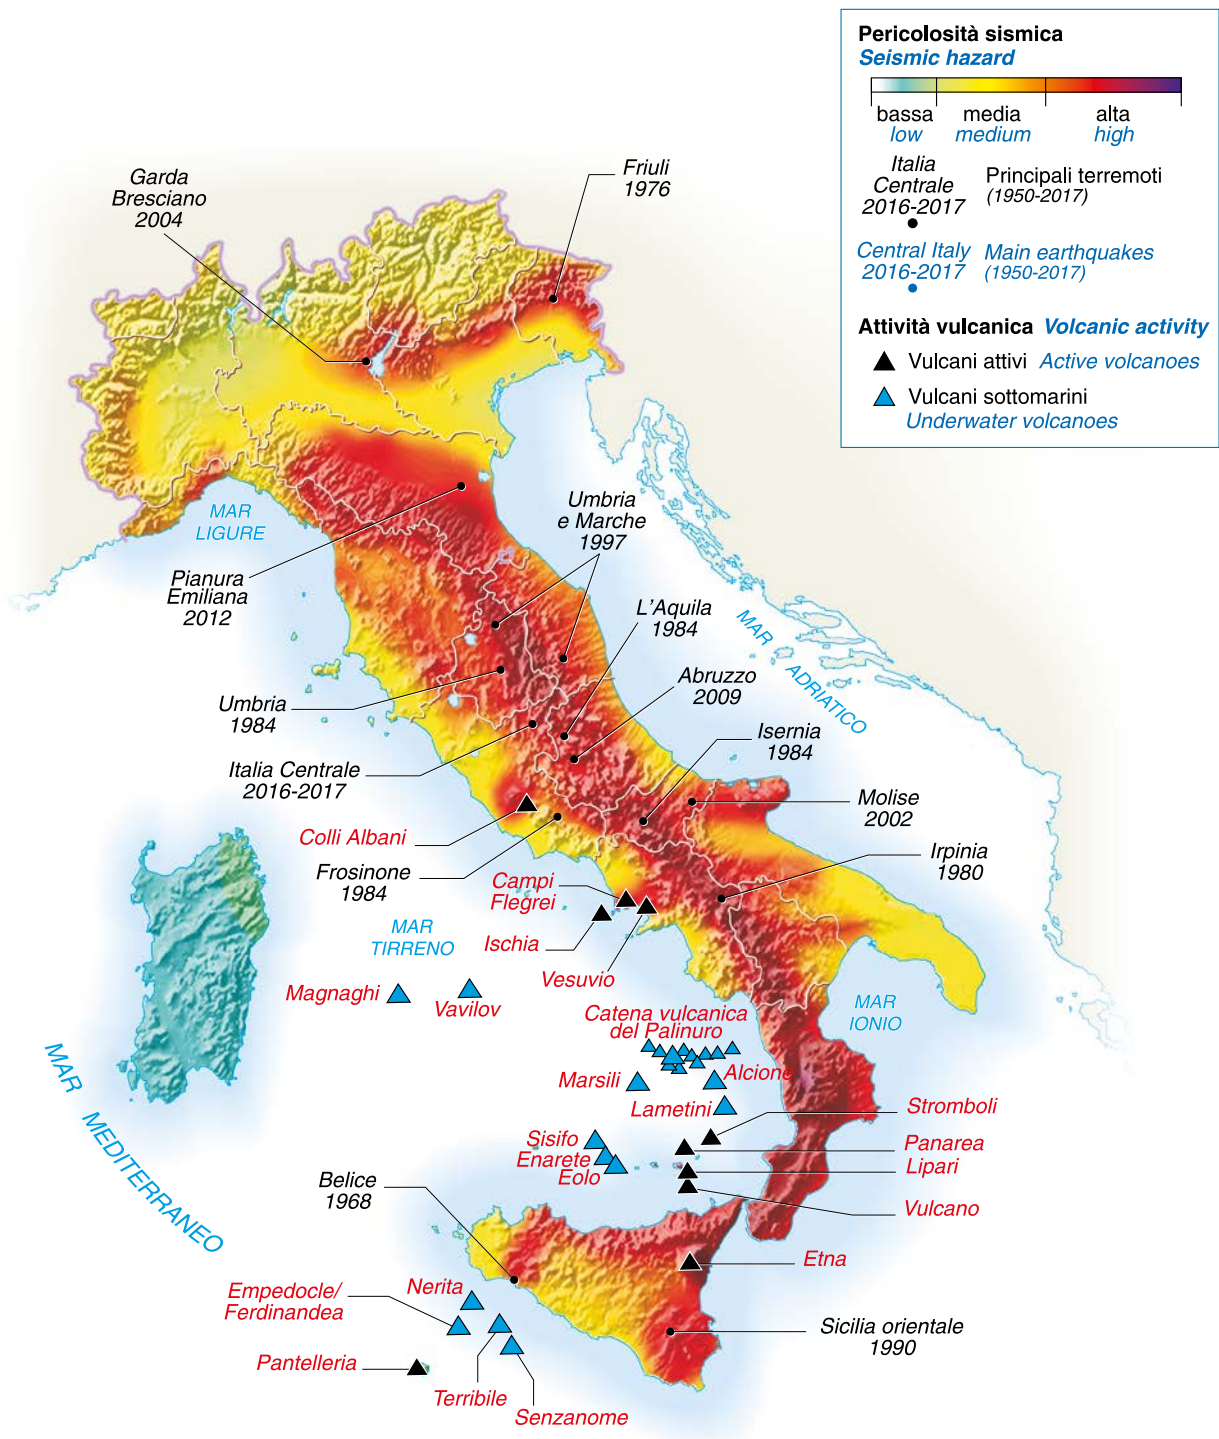 Pericolosità sismica
Seismic hazard
bassa
low
media
medium
alta
high
Italia
Centrale
2016-2017
Principali terremoti
(1950-2017)
Central Italy
2016-2017
Main earthquakes
(1950-2017)
Attività vulcanica Volcanic activity
Vulcani attivi Active volcanoes
Vulcani sottomarini
Underwater volcanoes
Garda
Bresciano
2004
Friuli
1976
MAR
LIGURE
Umbria
e Marche
1997
Pianura
Emiliana
2012
L'Aquila
1984
MAR ADRIATICO
Abruzzo
2009
Umbria
1984
Isernia
1984
Italia Centrale
2016-2017
Molise
2002
Colli Albani
Frosinone
1984
Irpinia
1980
Campi
Flegrei
MAR
TIRRENO
Ischia
Vesuvio
Magnaghi
Vavilov
MAR
IONIO
Catena vulcanica
del Palinuro
Marsili
Alcione
Lametini
Stromboli
MAR MEDITERRANEO
Sisifo
Enarete
Eolo
Panarea
Lipari
Belice
1968
Vulcano
Etna
Nerita
Empedocle/
Ferdinandea
Sicilia orientale
1990
Pantelleria
Terribile
Senzanome